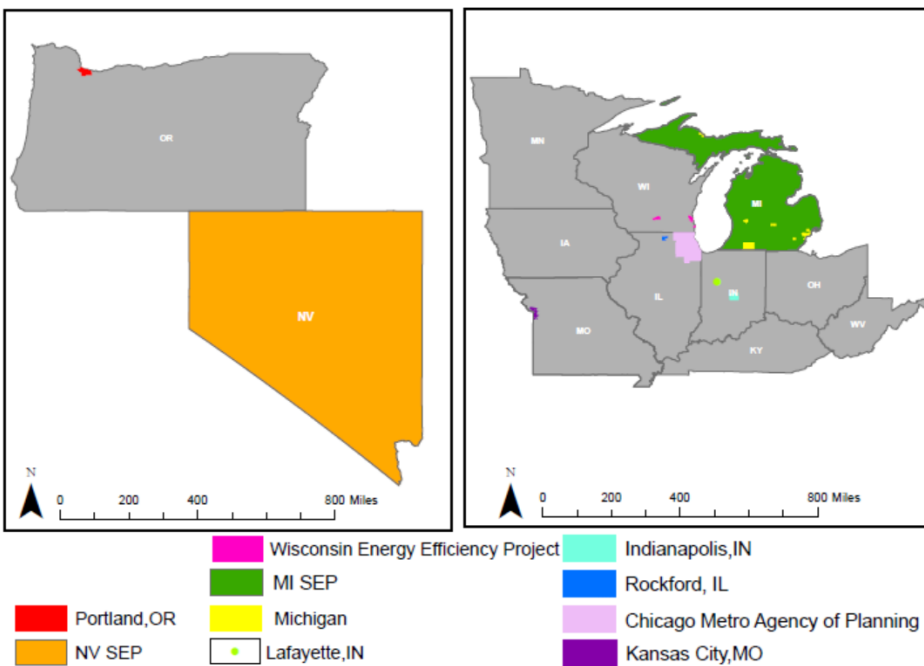 OR
NV
N
0 200 400 800 Miles
MN
WI
MI
IA
IL
IN
OH
MO
KY
WV
N
0 200 400 800 Miles
Portland,OR
NV SEP
Wisconsin Energy Efficiency Project
MI SEP
Michigan
Lafayette,IN
Indianapolis,IN
Rockford, IL
Chicago Metro Agency of Planning
Kansas City,MO